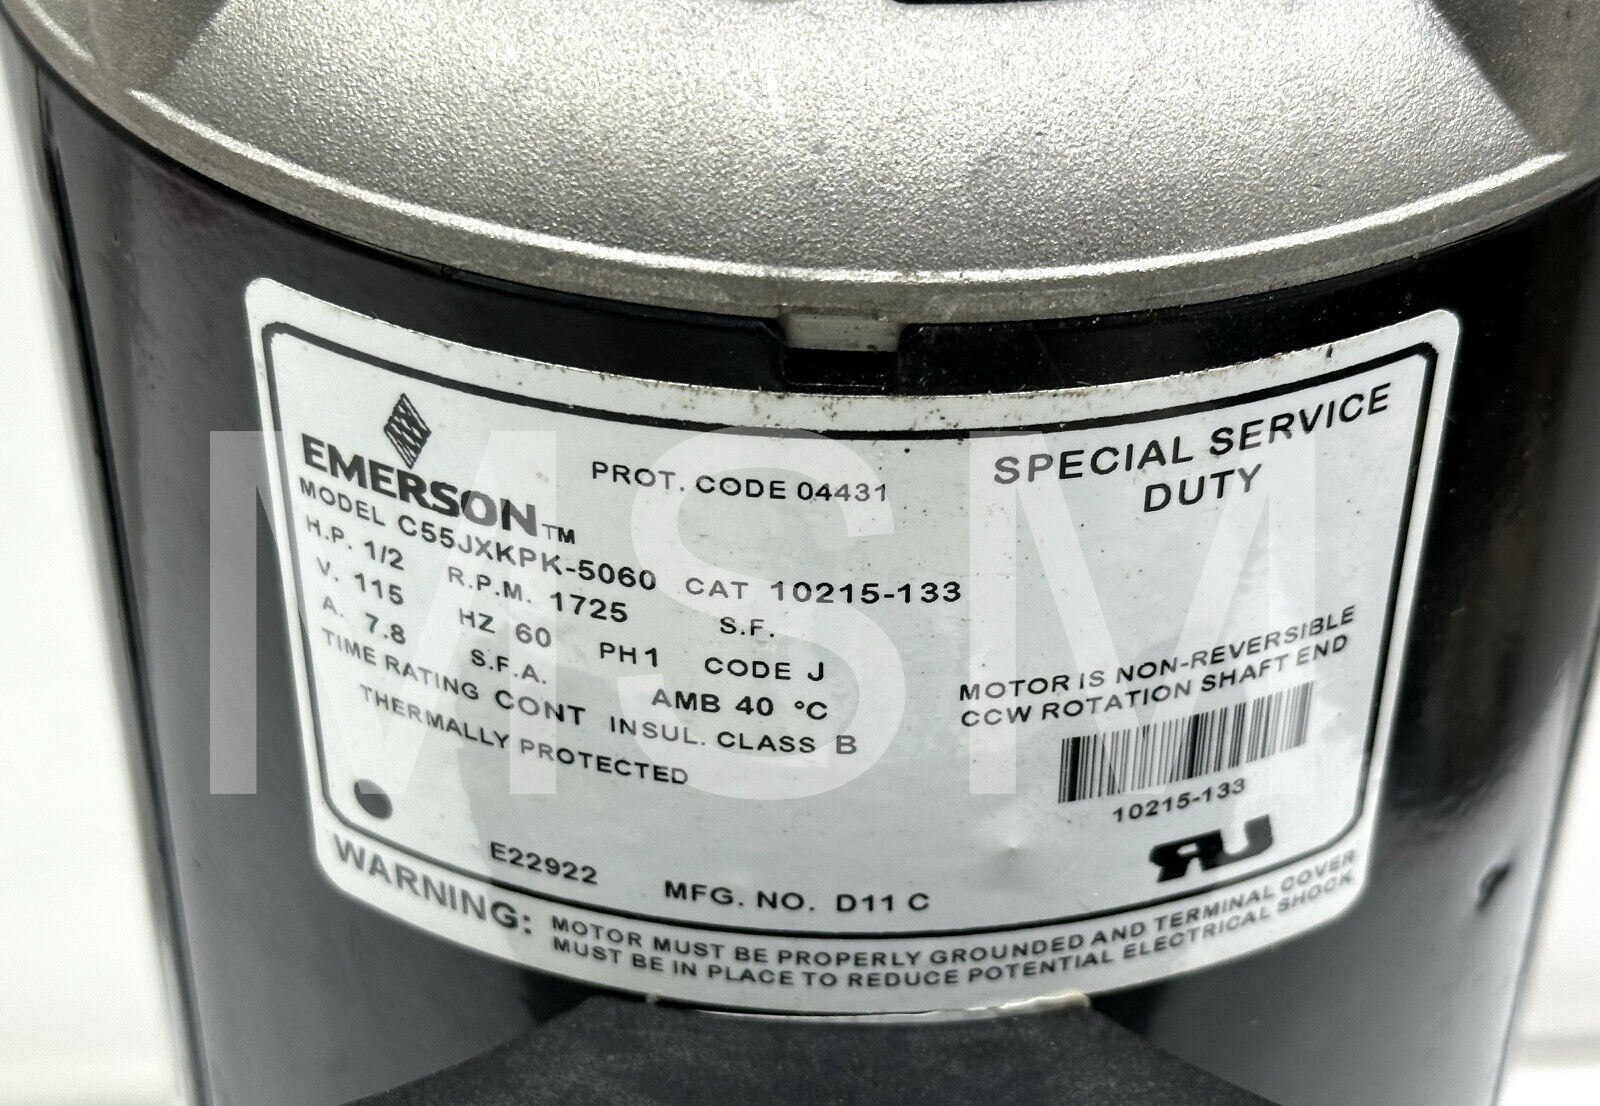 EMERSON™
PROT. CODE 04431
SPECIAL SERVICE
DUTY
MODEL C55JXKPK-5060 CAT 10215-133
H.P. 1/2 R.P.M. 1725 S.F.
V. 115 HZ 60 PH1 CODE J
A. 7.8 S.F.A. AMB 40 °C
TIME RATING CONT INSUL. CLASS B
THERMALLY PROTECTED
MOTOR IS NON-REVERSIBLE
CCW ROTATION SHAFT END
10215-133
E22922 MFG. NO. D11 C
WARNING: MOTOR MUST BE PROPERLY GROUNDED AND TERMINAL COVER
MUST BE IN PLACE TO REDUCE POTENTIAL ELECTRICAL SHOCK
MSM